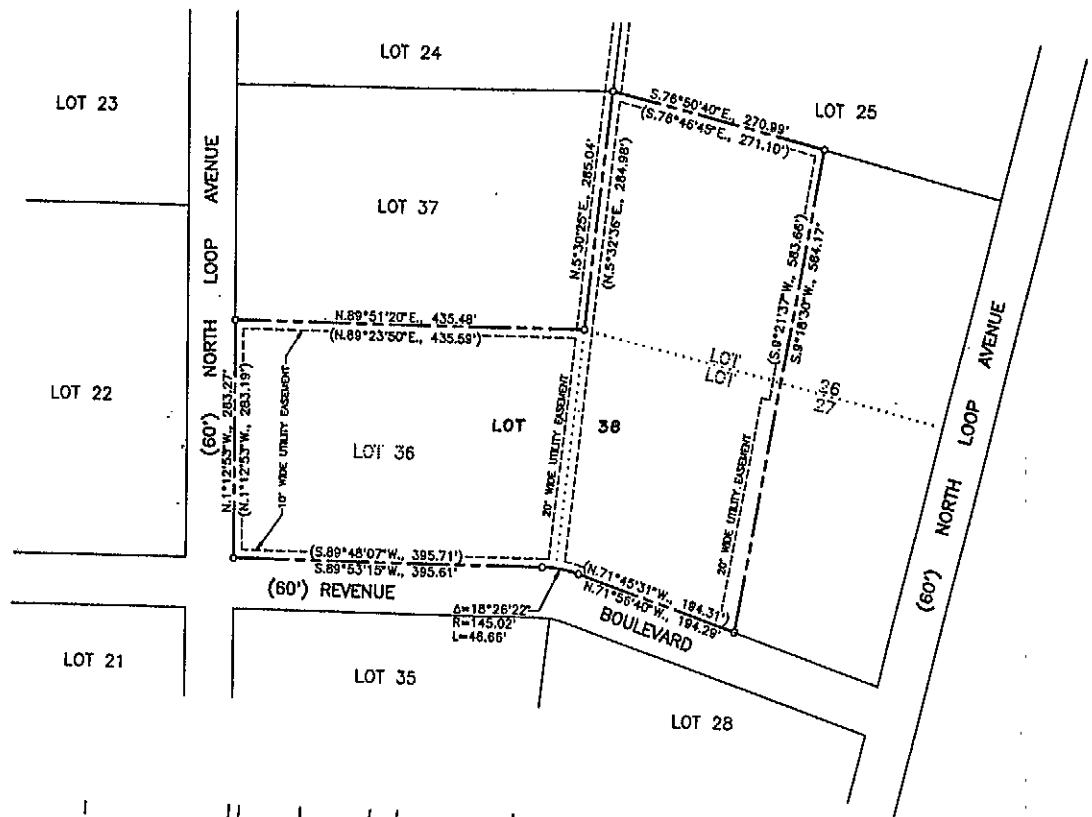 LOT 24
LOT 23
LOT 25
S.76°50'40"E., 270.99'
(S.76°46'45"E., 271.10')
(60') NORTH LOOP AVENUE
LOT 37
N.5°30'25"E., 285.04'
(N.5°32'36"E., 284.98')
(S.9°21'37"W., 583.66')
S.9°18'30"W., 584.17'
N.89°51'20"E., 435.48'
(N.89°23'50"E., 435.59')
LOT 26
LOT 27
LOT 22
N.1°12'53"W., 283.27'
(N.1°12'53"W., 283.19')
10' WIDE UTILITY EASEMENT
LOT 36
LOT 38
20' WIDE UTILITY EASEMENT
20' WIDE UTILITY EASEMENT
(60') NORTH LOOP AVENUE
(S.89°48'07"W., 395.71')
S.89°53'15"W., 395.61'
(N.71°45'31"W., 194.31')
N.71°56'40"W., 194.29'
(60') REVENUE BOULEVARD
Δ=18°26'22"
R=145.02'
L=46.66'
LOT 21
LOT 35
LOT 28